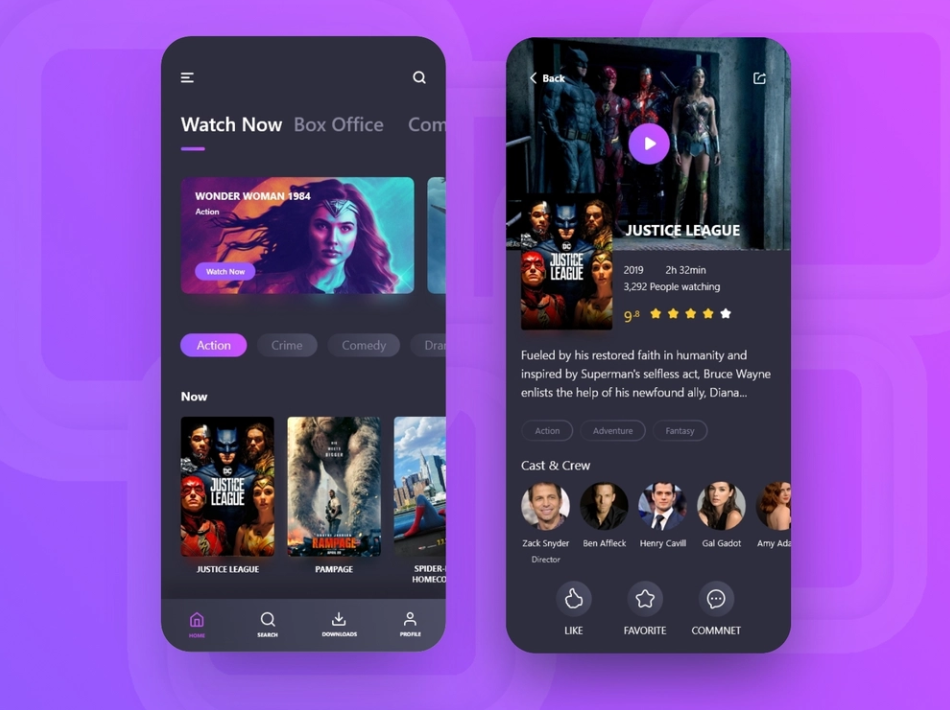 Watch Now Box Office Com
WONDER WOMAN 1984
Action
Watch Now
Action Crime Comedy Dra
Now
DC
JUSTICE
LEAGUE
RAMPAGE
JUSTICE LEAGUE
PAMPAGE
SPIDER-
HOMECO
HOME
SEARCH
DOWNLOADS
PROFILE
Back
JUSTICE LEAGUE
DC
JUSTICE
LEAGUE
2019 2h 32min
3,292 People watching
9.8
Fueled by his restored faith in humanity and
inspired by Superman's selfless act, Bruce Wayne
enlists the help of his newfound ally, Diana...
Action Adventure Fantasy
Cast & Crew
Zack Snyder Ben Affleck Henry Cavill Gal Gadot Amy Ada
Director
LIKE FAVORITE COMMNET